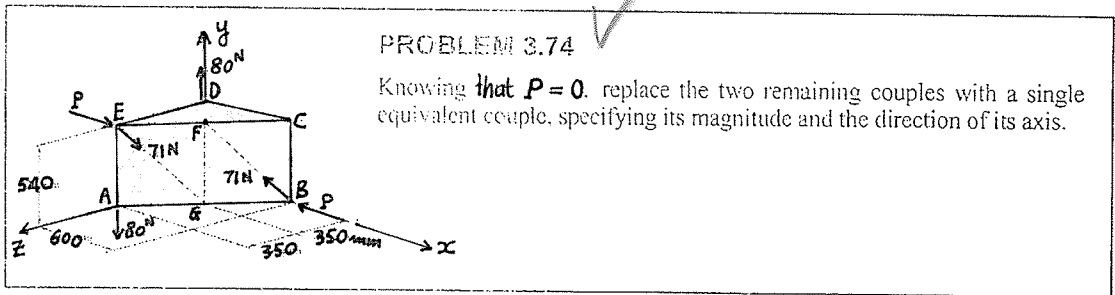 PROBLEM 3.74
Knowing that P = 0. replace the two remaining couples with a single
equivalent couple, specifying its magnitude and the direction of its axis.
y
80N
D
P
E
C
F
71N
71N
540
A
B
G
P
Z
600
80N
350
350mm
x